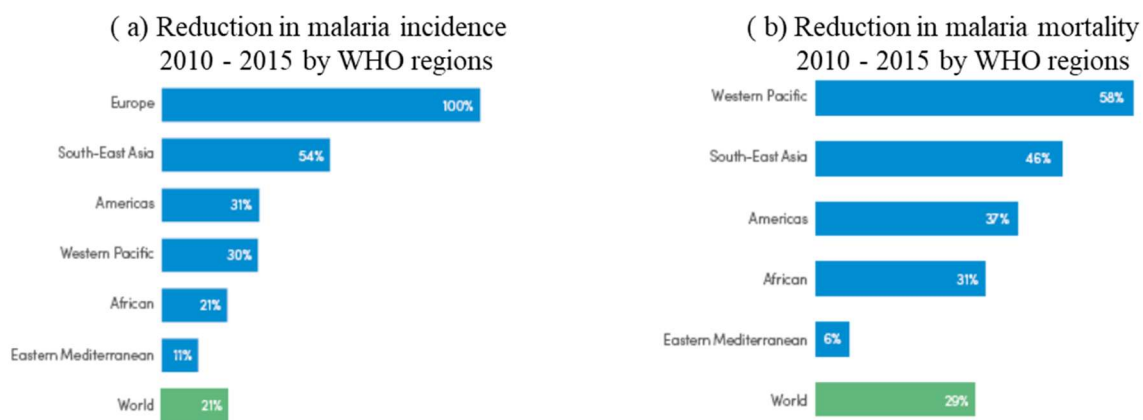 ( a) Reduction in malaria incidence
2010 - 2015 by WHO regions
Europe 100%
South-East Asia 54%
Americas 31%
Western Pacific 30%
African 21%
Eastern Mediterranean 11%
World 21%
( b) Reduction in malaria mortality
2010 - 2015 by WHO regions
Western Pacific 58%
South-East Asia 46%
Americas 37%
African 31%
Eastern Mediterranean 6%
World 29%